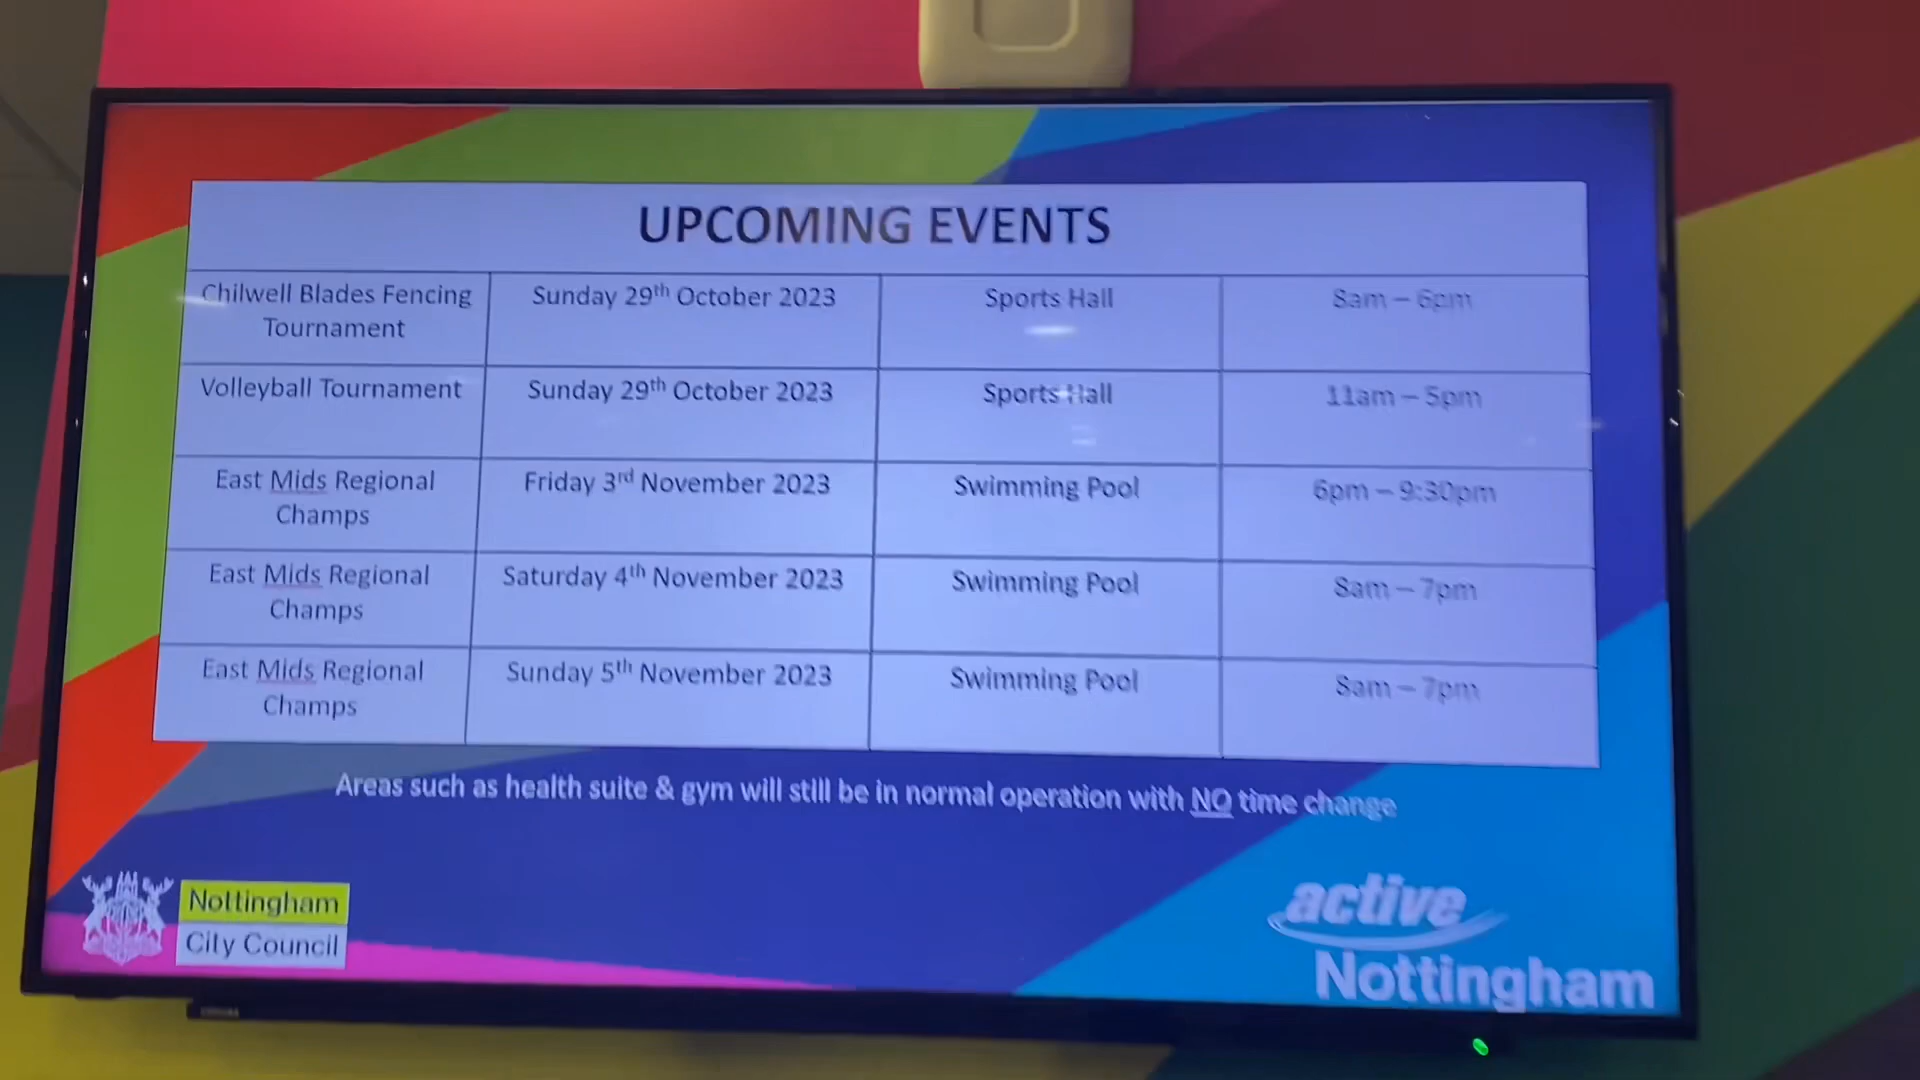 UPCOMING EVENTS
Chilwell Blades Fencing Tournament Sunday 29th October 2023 Sports Hall 8am – 6pm
Volleyball Tournament Sunday 29th October 2023 Sports Hall 11am – 5pm
East Mids Regional Champs Friday 3rd November 2023 Swimming Pool 6pm – 9:30pm
East Mids Regional Champs Saturday 4th November 2023 Swimming Pool 8am – 7pm
East Mids Regional Champs Sunday 5th November 2023 Swimming Pool 8am – 7pm
Areas such as health suite & gym will still be in normal operation with NO time change
Nottingham
City Council
active
Nottingham